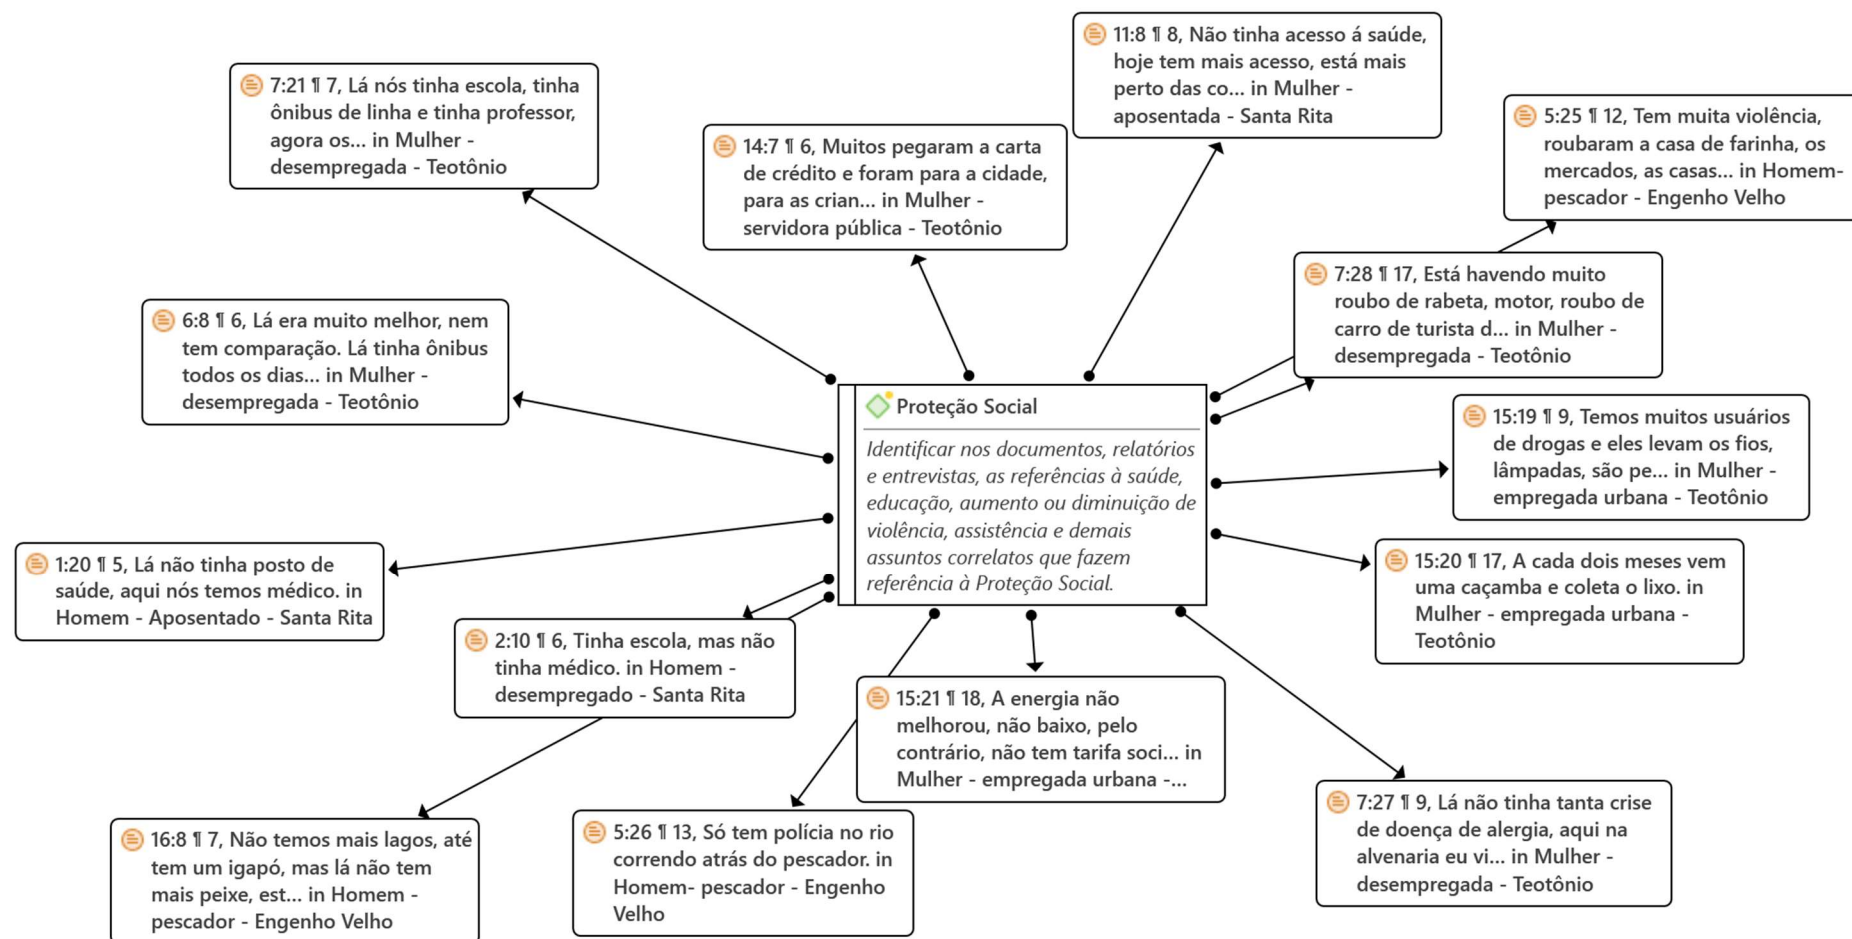 11:8 ¶ 8, Não tinha acesso á saúde,
hoje tem mais acesso, está mais
perto das co... in Mulher -
aposentada - Santa Rita
7:21 ¶ 7, Lá nós tinha escola, tinha
ônibus de linha e tinha professor,
agora os... in Mulher -
desempregada - Teotônio
14:7 ¶ 6, Muitos pegaram a carta
de crédito e foram para a cidade,
para as crian... in Mulher -
servidora pública - Teotônio
5:25 ¶ 12, Tem muita violência,
roubaram a casa de farinha, os
mercados, as casas... in Homem-
pescador - Engenho Velho
7:28 ¶ 17, Está havendo muito
roubo de rabeta, motor, roubo de
carro de turista d... in Mulher -
desempregada - Teotônio
6:8 ¶ 6, Lá era muito melhor, nem
tem comparação. Lá tinha ônibus
todos os dias... in Mulher -
desempregada - Teotônio
Proteção Social
Identificar nos documentos, relatórios
e entrevistas, as referências à saúde,
educação, aumento ou diminuição de
violência, assistência e demais
assuntos correlatos que fazem
referência à Proteção Social.
15:19 ¶ 9, Temos muitos usuários
de drogas e eles levam os fios,
lâmpadas, são pe... in Mulher -
empregada urbana - Teotônio
1:20 ¶ 5, Lá não tinha posto de
saúde, aqui nós temos médico. in
Homem - Aposentado - Santa Rita
15:20 ¶ 17, A cada dois meses vem
uma caçamba e coleta o lixo. in
Mulher - empregada urbana -
Teotônio
2:10 ¶ 6, Tinha escola, mas não
tinha médico. in Homem -
desempregado - Santa Rita
15:21 ¶ 18, A energia não
melhorou, não baixo, pelo
contrário, não tem tarifa soci... in
Mulher - empregada urbana -...
16:8 ¶ 7, Não temos mais lagos, até
tem um igapó, mas lá não tem
mais peixe, est... in Homem -
pescador - Engenho Velho
5:26 ¶ 13, Só tem polícia no rio
correndo atrás do pescador. in
Homem- pescador - Engenho
Velho
7:27 ¶ 9, Lá não tinha tanta crise
de doença de alergia, aqui na
alvenaria eu vi... in Mulher -
desempregada - Teotônio